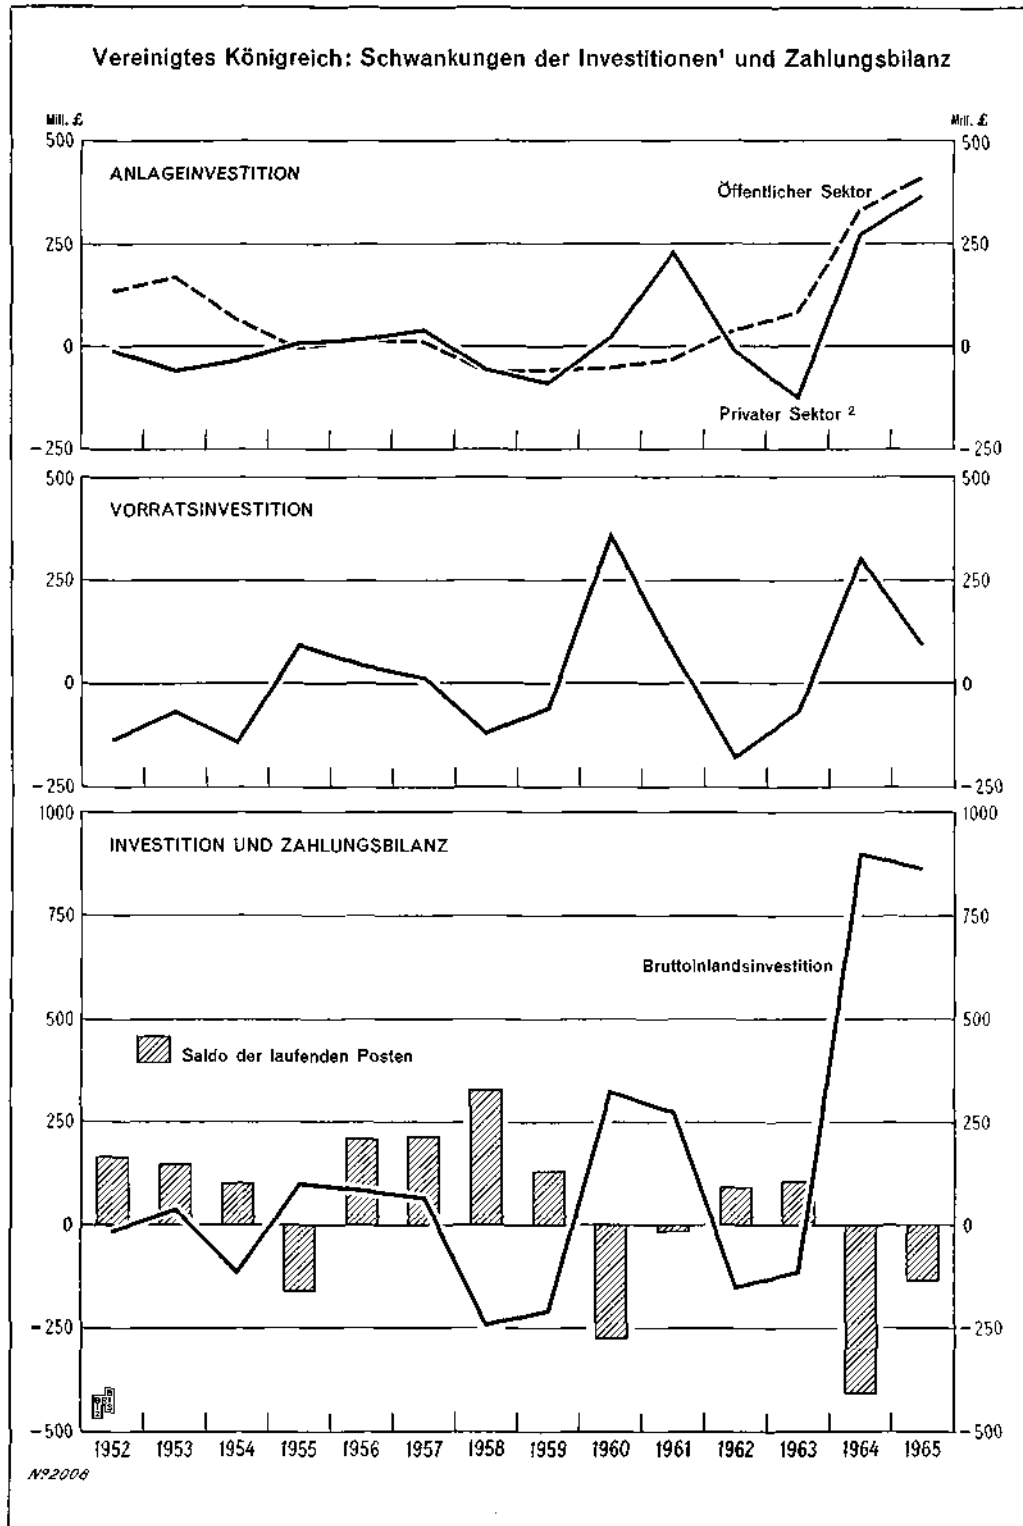 Vereinigtes Königreich: Schwankungen der Investitionen¹ und Zahlungsbilanz
Mill. £ Mill. £
500 500
ANLAGEINVESTITION
Öffentlicher Sektor
250 250
0 0
Privater Sektor ²
-250 -250
500 500
VORRATSINVESTITION
250 250
0 0
-250 -250
1000 1000
INVESTITION UND ZAHLUNGSBILANZ
750 750
Bruttoinlandsinvestition
500 500
Saldo der laufenden Posten
250 250
0 0
-250 -250
-500 -500
1952 1953 1954 1955 1956 1957 1958 1959 1960 1961 1962 1963 1964 1965
Nº2008